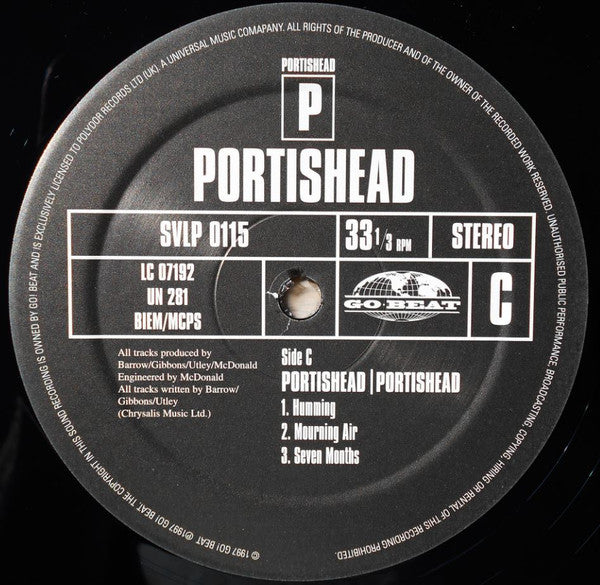 PORTISHEAD
P
PORTISHEAD
SVLP 0115
33 1/3 RPM
STEREO
LC 07192
UN 281
BIEM/MCPS
GO·BEAT
C
All tracks produced by
Barrow/Gibbons/Utley/McDonald
Engineered by McDonald
All tracks written by Barrow/
Gibbons/Utley
(Chrysalis Music Ltd.)
Side C
PORTISHEAD | PORTISHEAD
1. Humming
2. Mourning Air
3. Seven Months
© 1997 GO! BEAT ℗ 1997 GO! BEAT THE COPYRIGHT IN THIS SOUND RECORDING IS OWNED BY GO! BEAT AND IS EXCLUSIVELY LICENSED TO POLYDOR RECORDS LTD (UK). A UNIVERSAL MUSIC COMAPANY. ALL RIGHTS OF THE PRODUCER AND OF THE OWNER OF THE RECORDED WORK RESERVED. UNAUTHORISED PUBLIC PERFORMANCE, BROADCASTING, COPYING, HIRING OR RENTAL OF THIS RECORDING PROHIBITED.